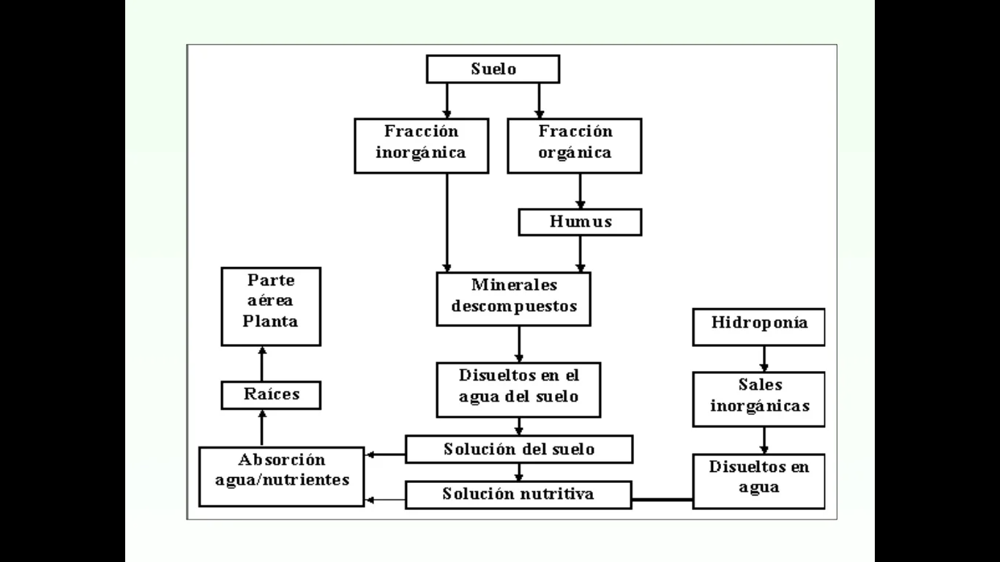 Suelo
Fracción
inorgánica
Fracción
orgánica
Humus
Minerales
descompuestos
Parte
aérea
Planta
Hidroponía
Disueltos en el
agua del suelo
Sales
inorgánicas
Raíces
Solución del suelo
Absorción
agua/nutrientes
Disueltos en
agua
Solución nutritiva